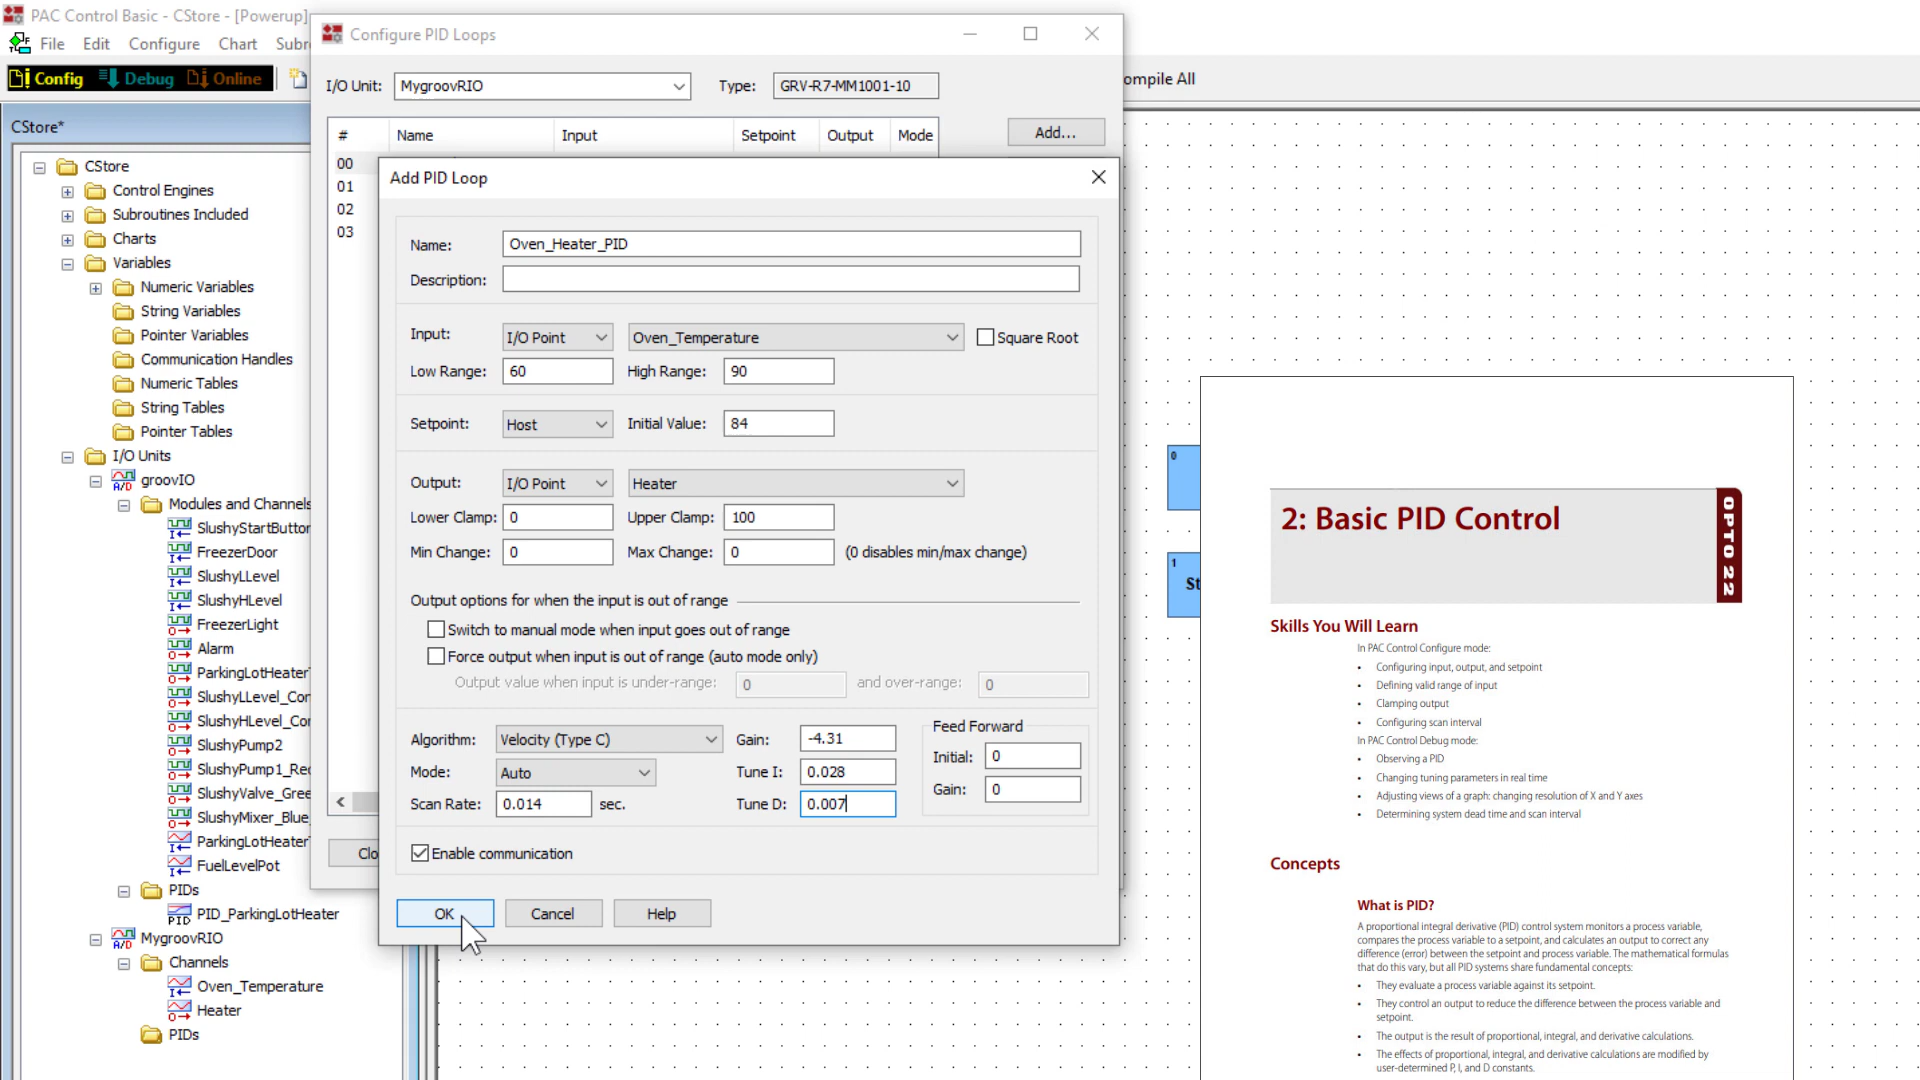 PAC Control Basic - CStore - [Powerup]
File Edit Configure Chart
Config Debug Online
ompile All
CStore*
CStore
Control Engines
Subroutines Included
Charts
Variables
Numeric Variables
String Variables
Pointer Variables
Communication Handles
Numeric Tables
String Tables
Pointer Tables
I/O Units
groovIO
Modules and Channels
SlushyStartButton
FreezerDoor
SlushyLLevel
SlushyHLevel
FreezerLight
Alarm
ParkingLotHeater
SlushyLLevel_Con
SlushyHLevel_Con
SlushyPump2
SlushyPump1_Rec
SlushyValve_Gree
SlushyMixer_Blue_
ParkingLotHeater
FuelLevelPot
PIDs
PID_ParkingLotHeater
MygroovRIO
Channels
Oven_Temperature
Heater
PIDs
Configure PID Loops
I/O Unit: MygroovRIO Type: GRV-R7-MM1001-10
# Name Input Setpoint Output Mode
Add...
00
01
02
03
Clo
Add PID Loop
Name: Oven_Heater_PID
Description:
Input: I/O Point Oven_Temperature Square Root
Low Range: 60 High Range: 90
Setpoint: Host Initial Value: 84
Output: I/O Point Heater
Lower Clamp: 0 Upper Clamp: 100
Min Change: 0 Max Change: 0 (0 disables min/max change)
Output options for when the input is out of range
Switch to manual mode when input goes out of range
Force output when input is out of range (auto mode only)
Output value when input is under-range: 0 and over-range: 0
Algorithm: Velocity (Type C) Gain: -4.31
Mode: Auto Tune I: 0.028
Scan Rate: 0.014 sec. Tune D: 0.007
Feed Forward
Initial: 0
Gain: 0
Enable communication
OK Cancel Help
0
1
St
2: Basic PID Control
OPTO 22
Skills You Will Learn
In PAC Control Configure mode:
• Configuring input, output, and setpoint
• Defining valid range of input
• Clamping output
• Configuring scan interval
In PAC Control Debug mode:
• Observing a PID
• Changing tuning parameters in real time
• Adjusting views of a graph: changing resolution of X and Y axes
• Determining system dead time and scan interval
Concepts
What is PID?
A proportional integral derivative (PID) control system monitors a process variable,
compares the process variable to a setpoint, and calculates an output to correct any
difference (error) between the setpoint and process variable. The mathematical formulas
that do this vary, but all PID systems share fundamental concepts:
• They evaluate a process variable against its setpoint.
• They control an output to reduce the difference between the process variable and
setpoint.
• The output is the result of proportional, integral, and derivative calculations.
• The effects of proportional, integral, and derivative calculations are modified by
user-determined P, I, and D constants.